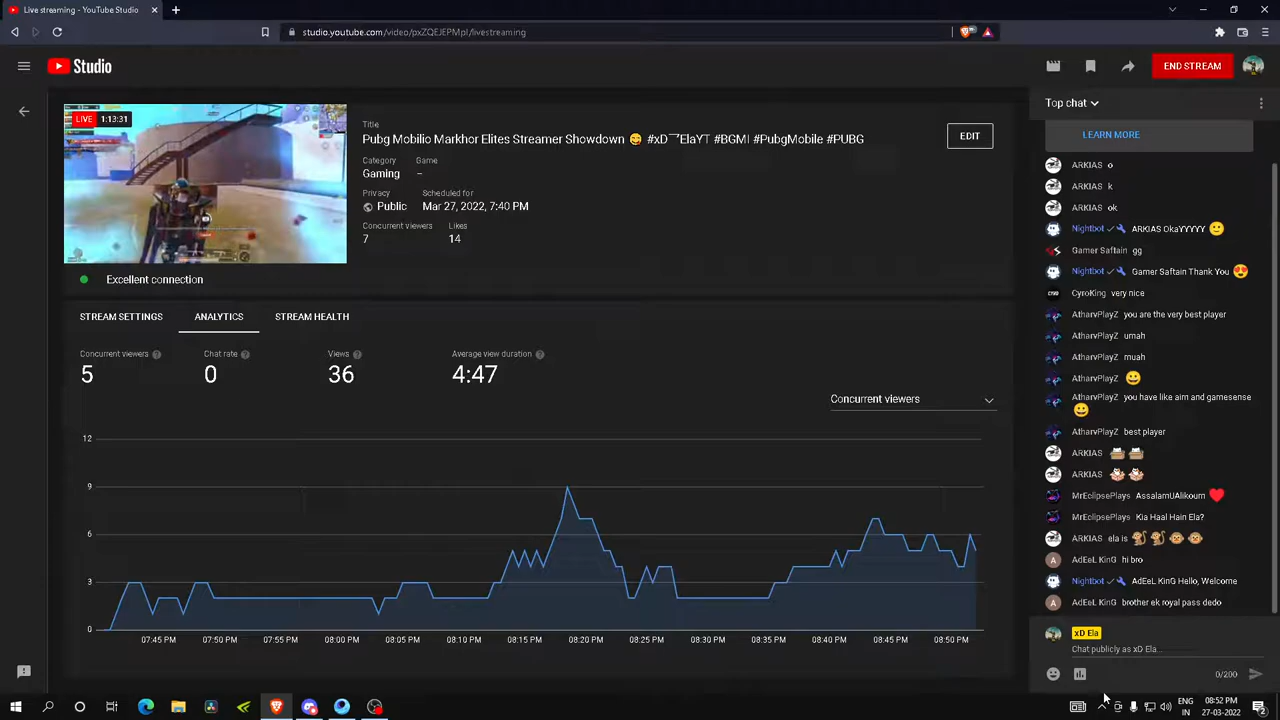 Live streaming - YouTube Studio
studio.youtube.com/video/pxZQEJEPMpI/livestreaming
Studio
END STREAM
LIVE 1:13:31
Title
Pubg Mobilio Markhor Elites Streamer Showdown 😋 #xD乛ElaYT #BGMI #PubgMobile #PUBG
EDIT
Category Game
Gaming –
Privacy Scheduled for
Public Mar 27, 2022, 7:40 PM
Concurrent viewers Likes
7 14
Excellent connection
STREAM SETTINGS ANALYTICS STREAM HEALTH
Concurrent viewers Chat rate Views Average view duration
5 0 36 4:47
Concurrent viewers
12
9
6
3
0
07:45 PM 07:50 PM 07:55 PM 08:00 PM 08:05 PM 08:10 PM 08:15 PM 08:20 PM 08:25 PM 08:30 PM 08:35 PM 08:40 PM 08:45 PM 08:50 PM
Top chat
LEARN MORE
ARKIAS o
ARKIAS k
ARKIAS ok
Nightbot ARKIAS OkaYYYYY 🙂
Gamer Saftain gg
Nightbot Gamer Saftain Thank You 😍
CyroKing very nice
AtharvPlayZ you are the very best player
AtharvPlayZ umah
AtharvPlayZ muah
AtharvPlayZ 😀
AtharvPlayZ you have like aim and gamesense
😀
AtharvPlayZ best player
ARKIAS
ARKIAS
MrEclipsePlays AssalamUAlikoum ♥
MrEclipsePlays Kia Haal Hain Ela?
ARKIAS ela is 🐒🐒🐵🐵
AdEeL KinG hi bro
Nightbot AdEeL KinG Hello, Welcome
AdEeL KinG brother ek royal pass dedo
xD Ela
Chat publicly as xD Ela...
0/200
ENG
IN
08:52 PM
27-03-2022